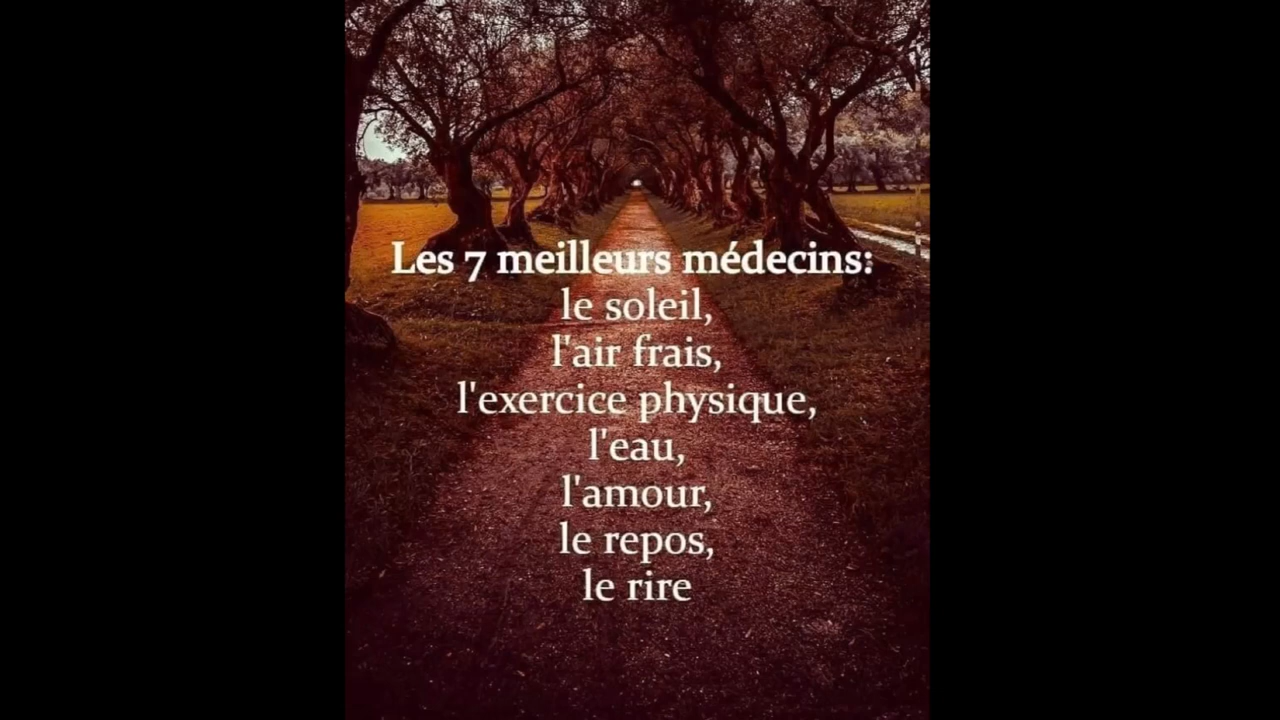 Les 7 meilleurs médecins:
le soleil,
l'air frais,
l'exercice physique,
l'eau,
l'amour,
le repos,
le rire